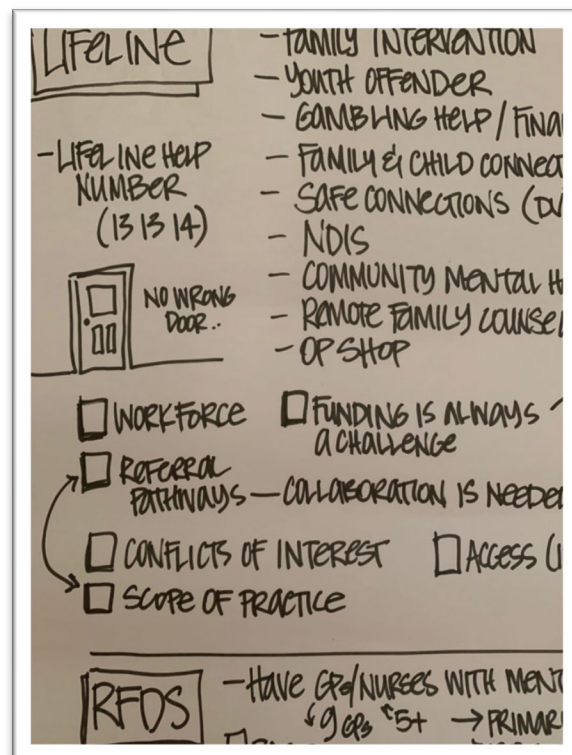 LIFELINE
- FAMILY INTERVENTION
- YOUTH OFFENDER
- GAMBLING HELP / FINA
- FAMILY & CHILD CONNECT
- SAFE CONNECTIONS (DV
- NDIS
- COMMUNITY MENTAL H
- REMOTE FAMILY COUNSEL
- OP SHOP
- LIFELINE HELP
NUMBER
(13 13 14)
NO WRONG
DOOR..
WORKFORCE
FUNDING IS ALWAYS
A CHALLENGE
REFERRAL
PATHWAYS — COLLABORATION IS NEEDED
CONFLICTS OF INTEREST
ACCESS (
SCOPE OF PRACTICE
RFDS
- HAVE GPs/NURSES WITH MENT
9 GPs 5+ → PRIMAR